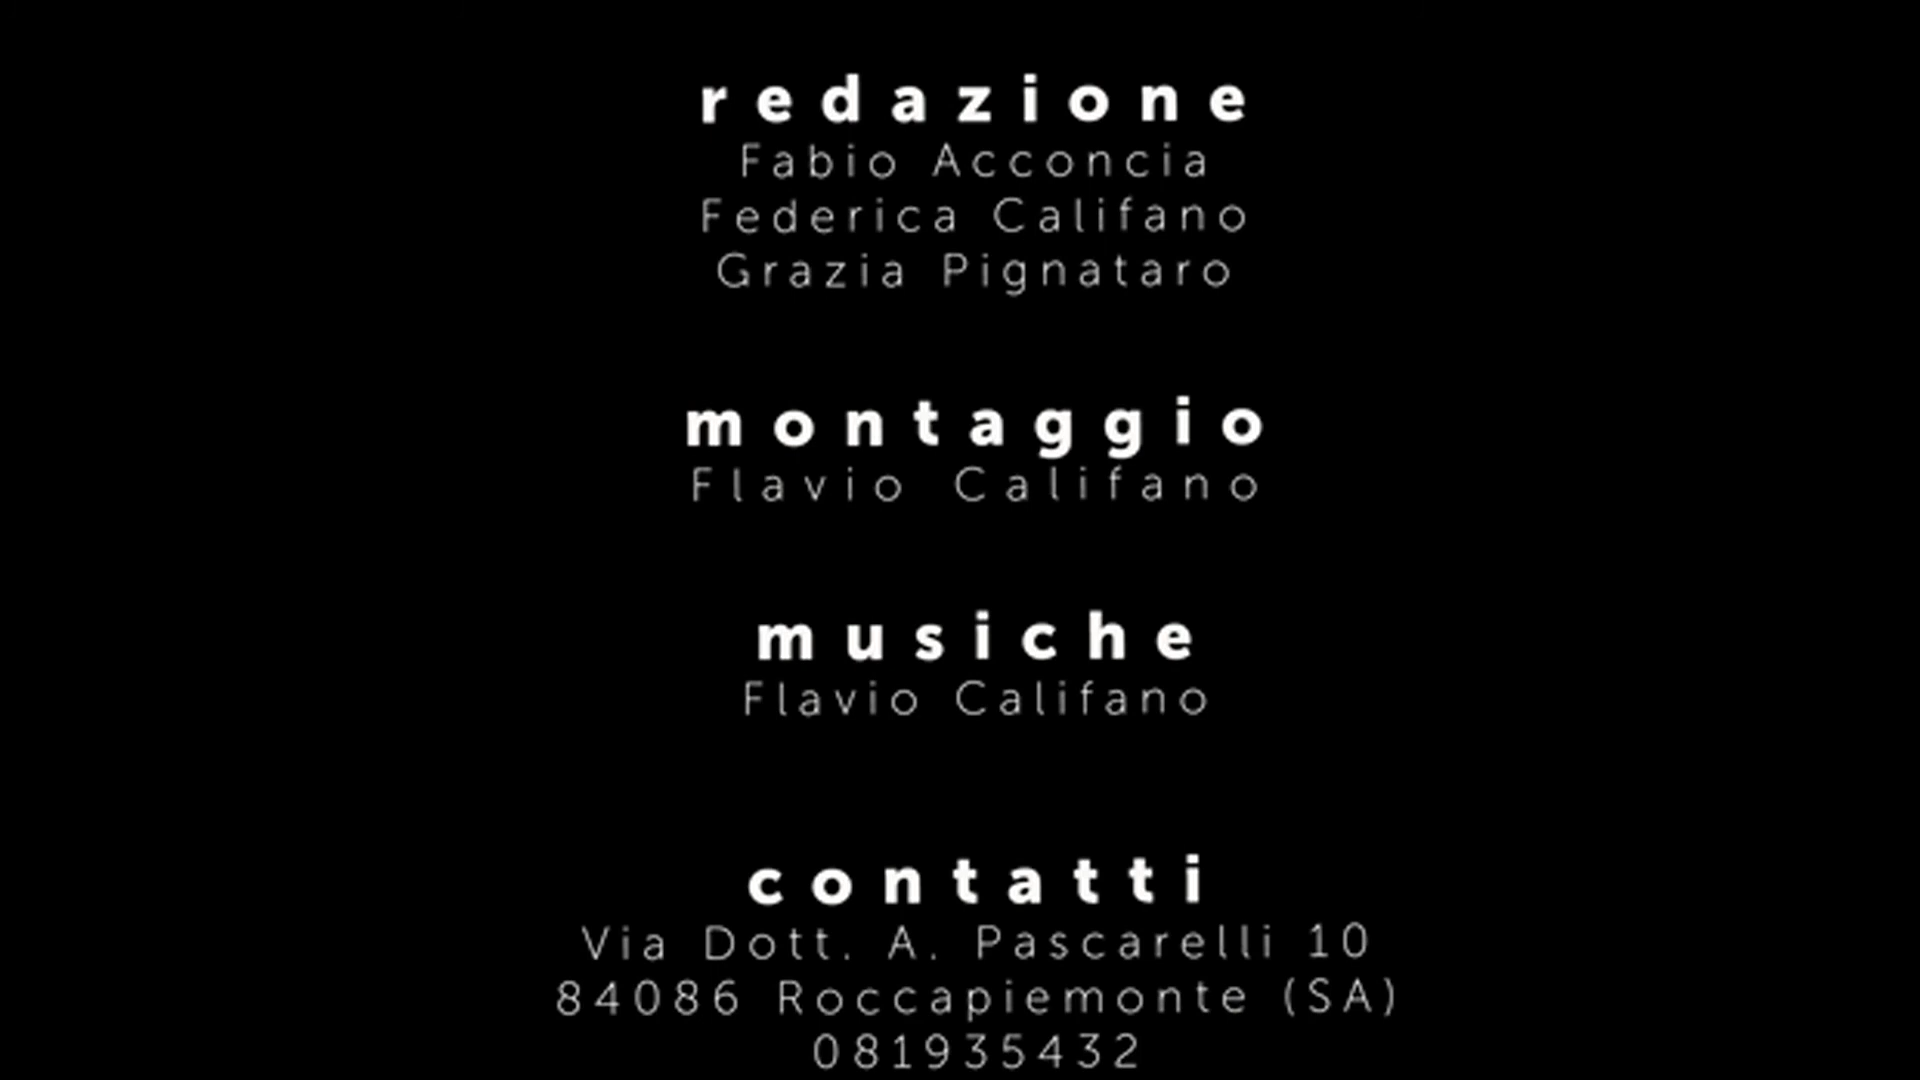 redazione
Fabio Acconcia
Federica Califano
Grazia Pignataro
montaggio
Flavio Califano
musiche
Flavio Califano
contatti
Via Dott. A. Pascarelli 10
84086 Roccapiemonte (SA)
081935432